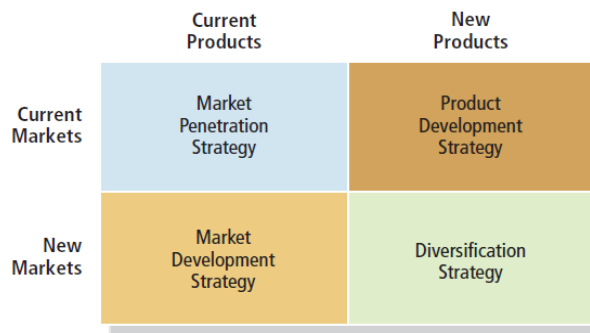 Current
Products
New
Products
Current
Markets
Market
Penetration
Strategy
Product
Development
Strategy
New
Markets
Market
Development
Strategy
Diversification
Strategy